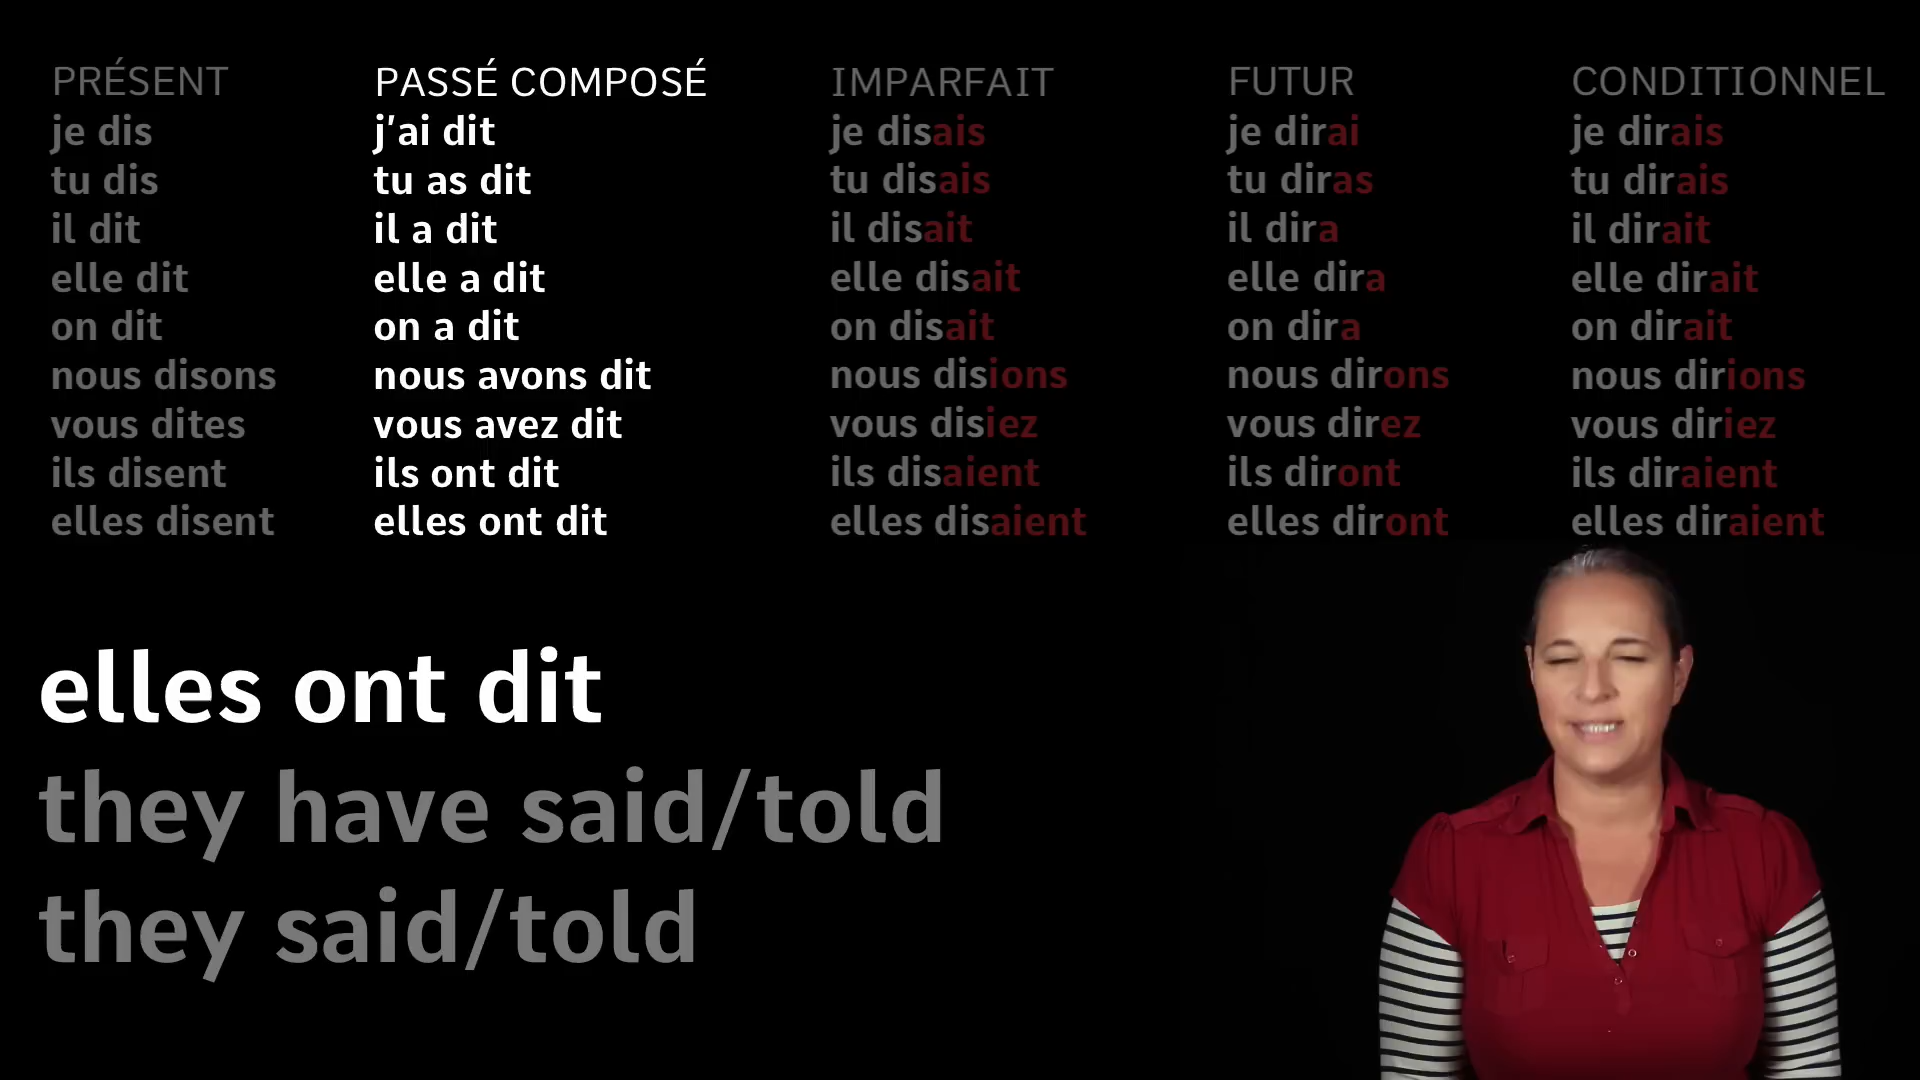 PRÉSENT
je dis
tu dis
il dit
elle dit
on dit
nous disons
vous dites
ils disent
elles disent
PASSÉ COMPOSÉ
j'ai dit
tu as dit
il a dit
elle a dit
on a dit
nous avons dit
vous avez dit
ils ont dit
elles ont dit
IMPARFAIT
je disais
tu disais
il disait
elle disait
on disait
nous disions
vous disiez
ils disaient
elles disaient
FUTUR
je dirai
tu diras
il dira
elle dira
on dira
nous dirons
vous direz
ils diront
elles diront
CONDITIONNEL
je dirais
tu dirais
il dirait
elle dirait
on dirait
nous dirions
vous diriez
ils diraient
elles diraient
elles ont dit
they have said/told
they said/told